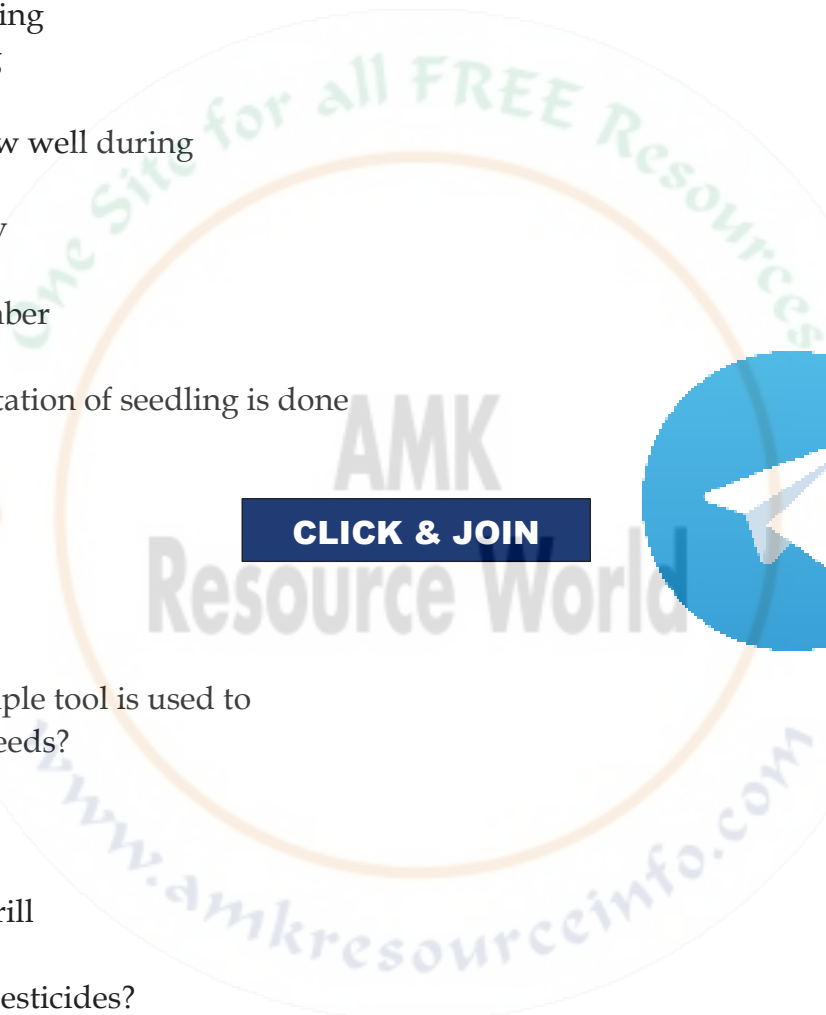 ing
w well during
y
nber
tation of seedling is done
CLICK & JOIN
ple tool is used to
eeds?
rill
esticides?
One Site for all FREE Resources
AMK
Resource World
www.amkresourceinfo.com